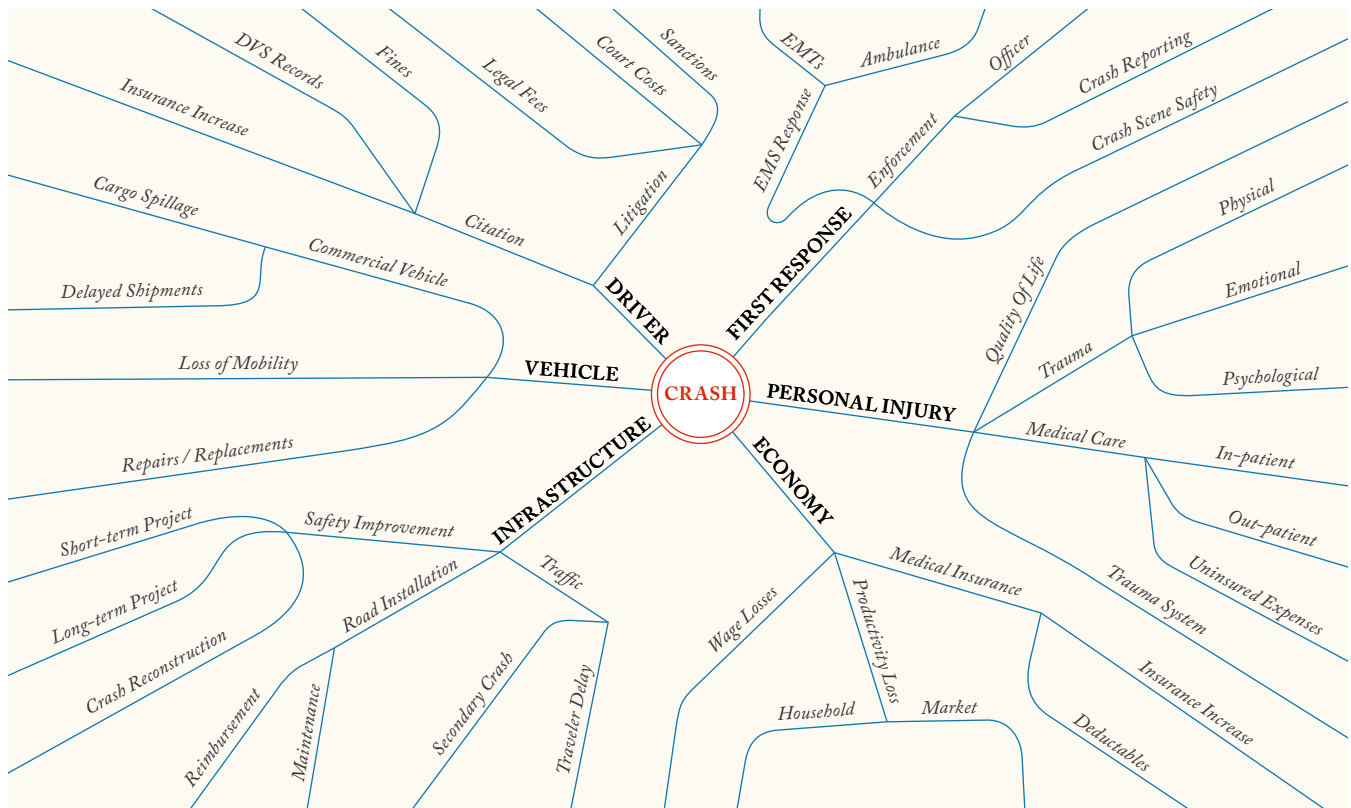 DVS Records
Fines
Legal Fees
Court Costs
Sanctions
EMTs
Ambulance
Officer
Crash Reporting
Insurance Increase
EMS Response
Enforcement
Crash Scene Safety
Cargo Spillage
Citation
Litigation
Physical
Commercial Vehicle
Delayed Shipments
DRIVER
FIRST RESPONSE
Quality Of Life
Emotional
Loss of Mobility
VEHICLE
CRASH
PERSONAL INJURY
Trauma
Psychological
Repairs / Replacements
INFRASTRUCTURE
ECONOMY
Medical Care
In-patient
Short-term Project
Safety Improvement
Out-patient
Long-term Project
Road Installation
Traffic
Medical Insurance
Trauma System
Uninsured Expenses
Crash Reconstruction
Wage Losses
Productivity Loss
Reimbursement
Maintenance
Secondary Crash
Traveler Delay
Household
Market
Insurance Increase
Deductables